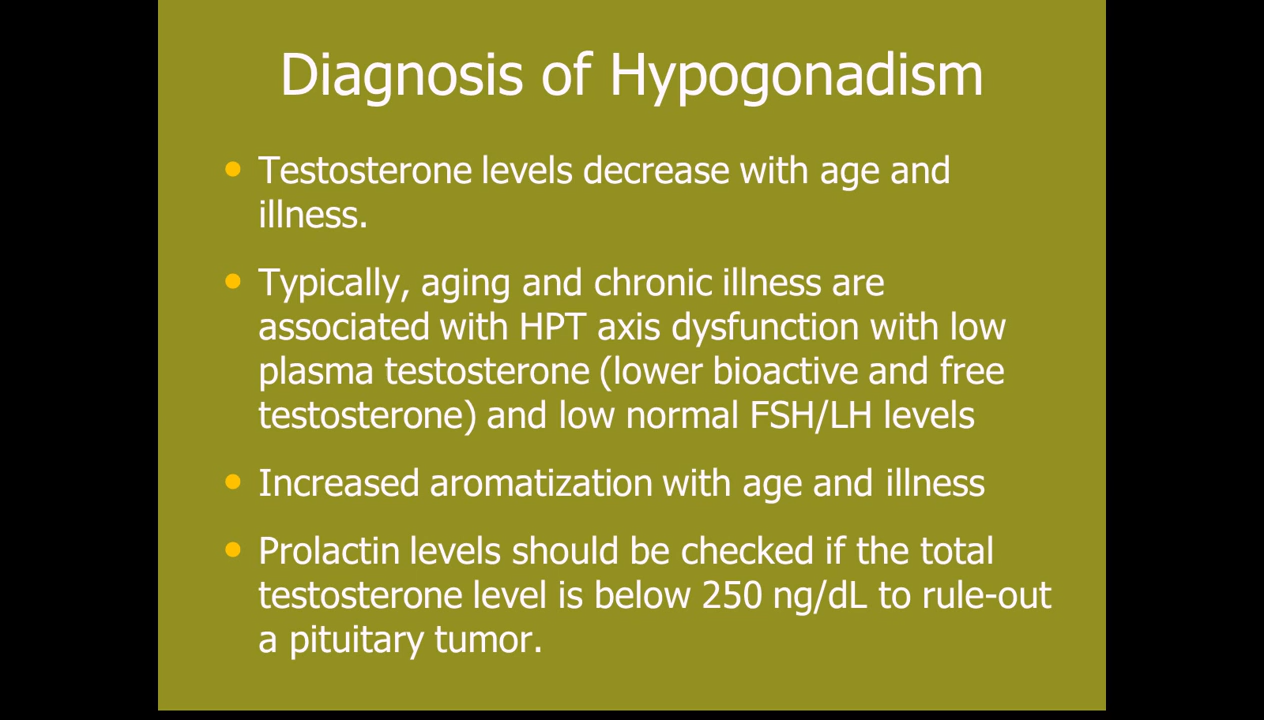 Diagnosis of Hypogonadism
• Testosterone levels decrease with age and
illness.
• Typically, aging and chronic illness are
associated with HPT axis dysfunction with low
plasma testosterone (lower bioactive and free
testosterone) and low normal FSH/LH levels
• Increased aromatization with age and illness
• Prolactin levels should be checked if the total
testosterone level is below 250 ng/dL to rule-out
a pituitary tumor.